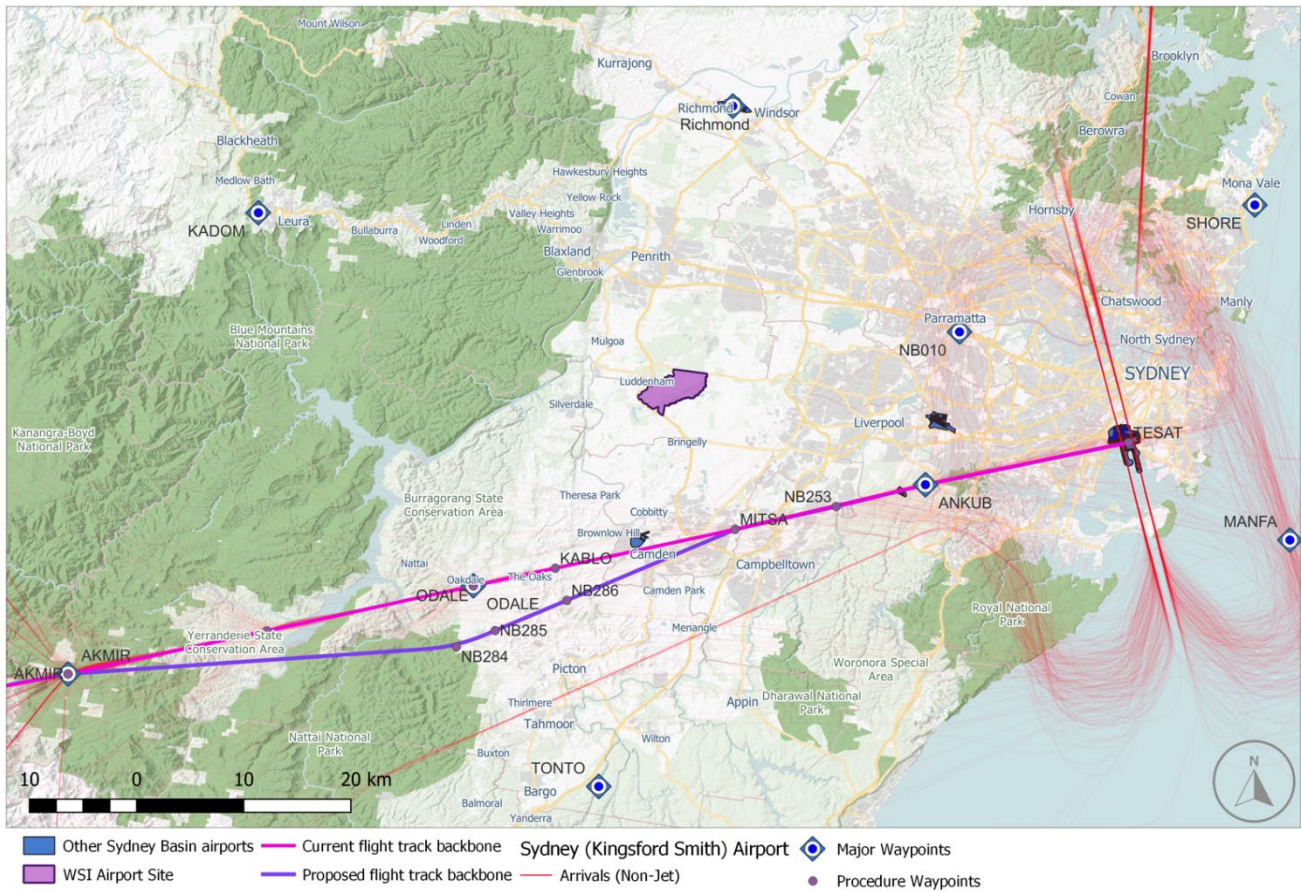 Mount Wilson
Brooklyn
Kurrajong
Cowan
Richmond
Windsor
Richmond
Berowra
Blackheath
Hawkesbury Heights
Medlow Bath
Yellow Rock
Mona Vale
Leura
Linden
Valley Heights
Hornsby
SHORE
KADOM
Bullaburra
Warrimoo
Woodford
Blaxland
Penrith
Glenbrook
Chatswood
Manly
Parramatta
Blue Mountains
National Park
North Sydney
Mulgoa
NB010
SYDNEY
Luddenham
Silverdale
Liverpool
Kanangra-Boyd
National Park
TESAT
Bringelly
Burragorang State
Conservation Area
Theresa Park
NB253
ANKUB
Cobbitty
MITSA
MANFA
Brownlow Hill
Camden
Nattai
KABLO
Campbelltown
Oakdale
The Oaks
ODALE
ODALE
NB286
Camden Park
Royal National
Park
NB285
Menangle
Yerranderie State
Conservation Area
AKMIR
AKMIR
NB284
Picton
Woronora Special
Area
Thirlmere
Appin
Dharawal National
Park
Nattai National
Park
Tahmoor
Wilton
Buxton
TONTO
Bargo
Balmoral
Yanderra
10 0 10 20 km
N
Other Sydney Basin airports
Current flight track backbone
Sydney (Kingsford Smith) Airport
Major Waypoints
WSI Airport Site
Proposed flight track backbone
Arrivals (Non-Jet)
Procedure Waypoints